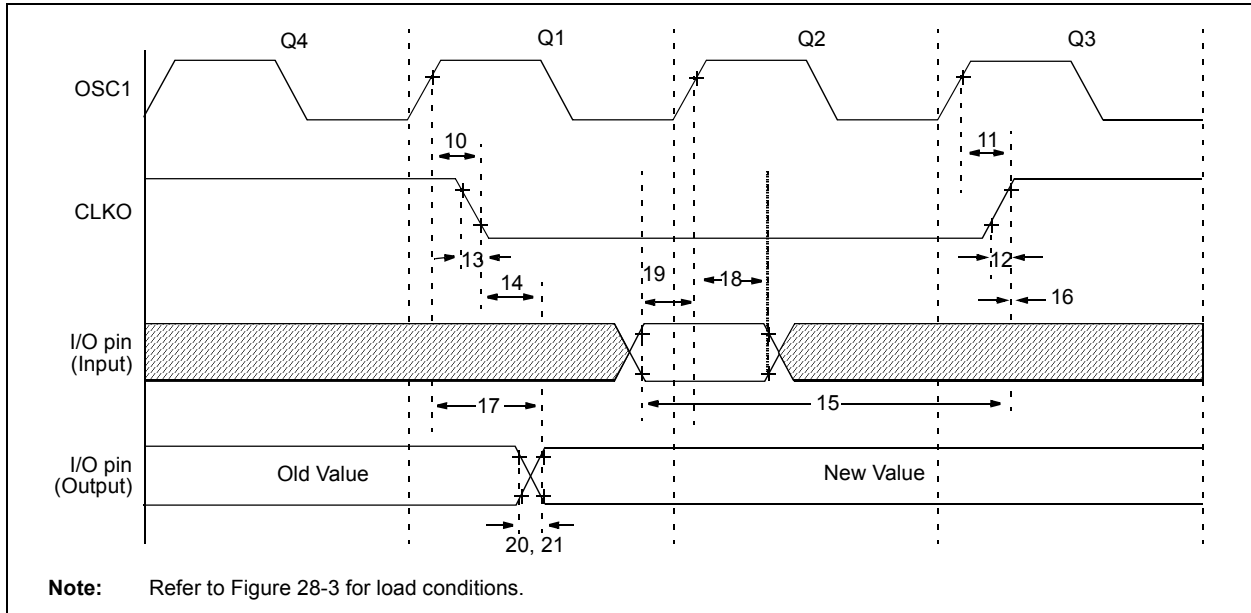 Q4 Q1 Q2 Q3
OSC1
10 11
CLKO
13 19 18 12
14 16
I/O pin
(Input)
17 15
I/O pin
(Output)
Old Value New Value
20, 21
Note: Refer to Figure 28-3 for load conditions.